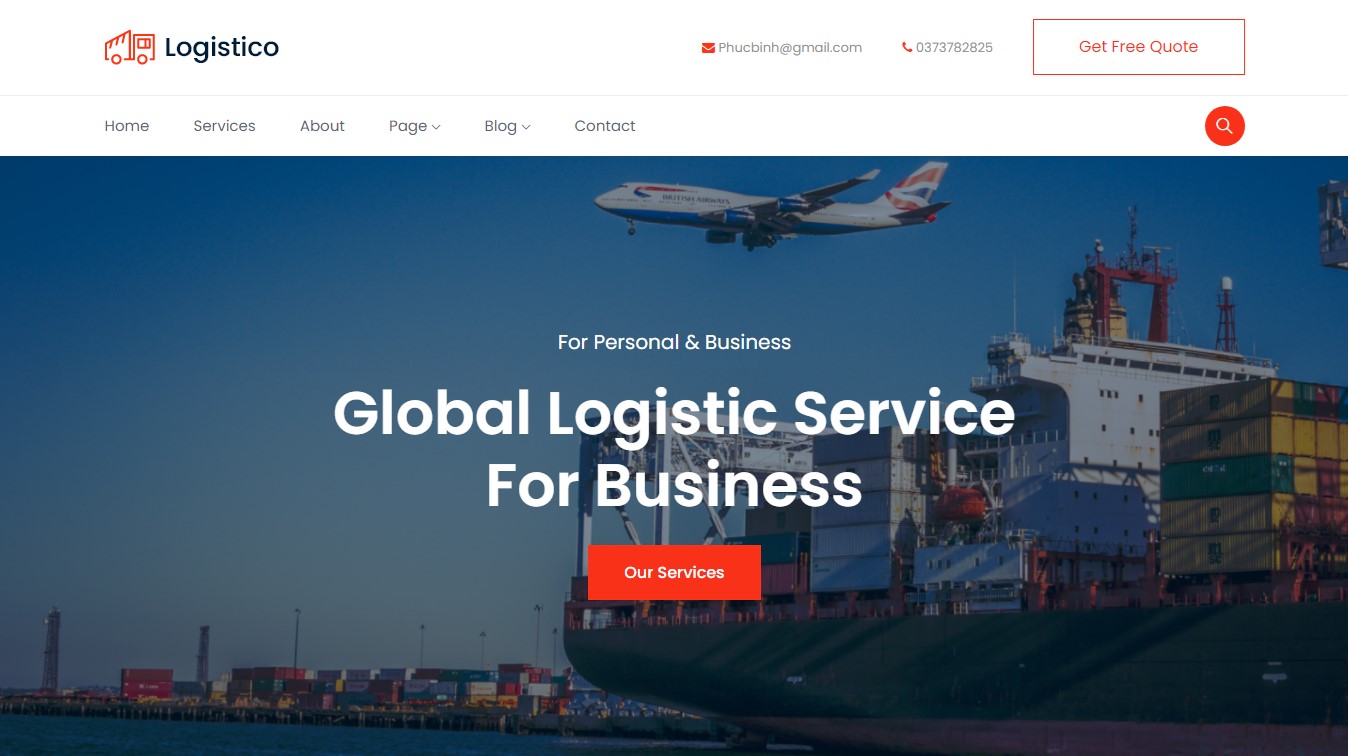 Logistico
Phucbinh@gmail.com
0373782825
Get Free Quote
Home
Services
About
Page
Blog
Contact
BRITISH AIRWAYS
For Personal & Business
Global Logistic Service
For Business
Our Services